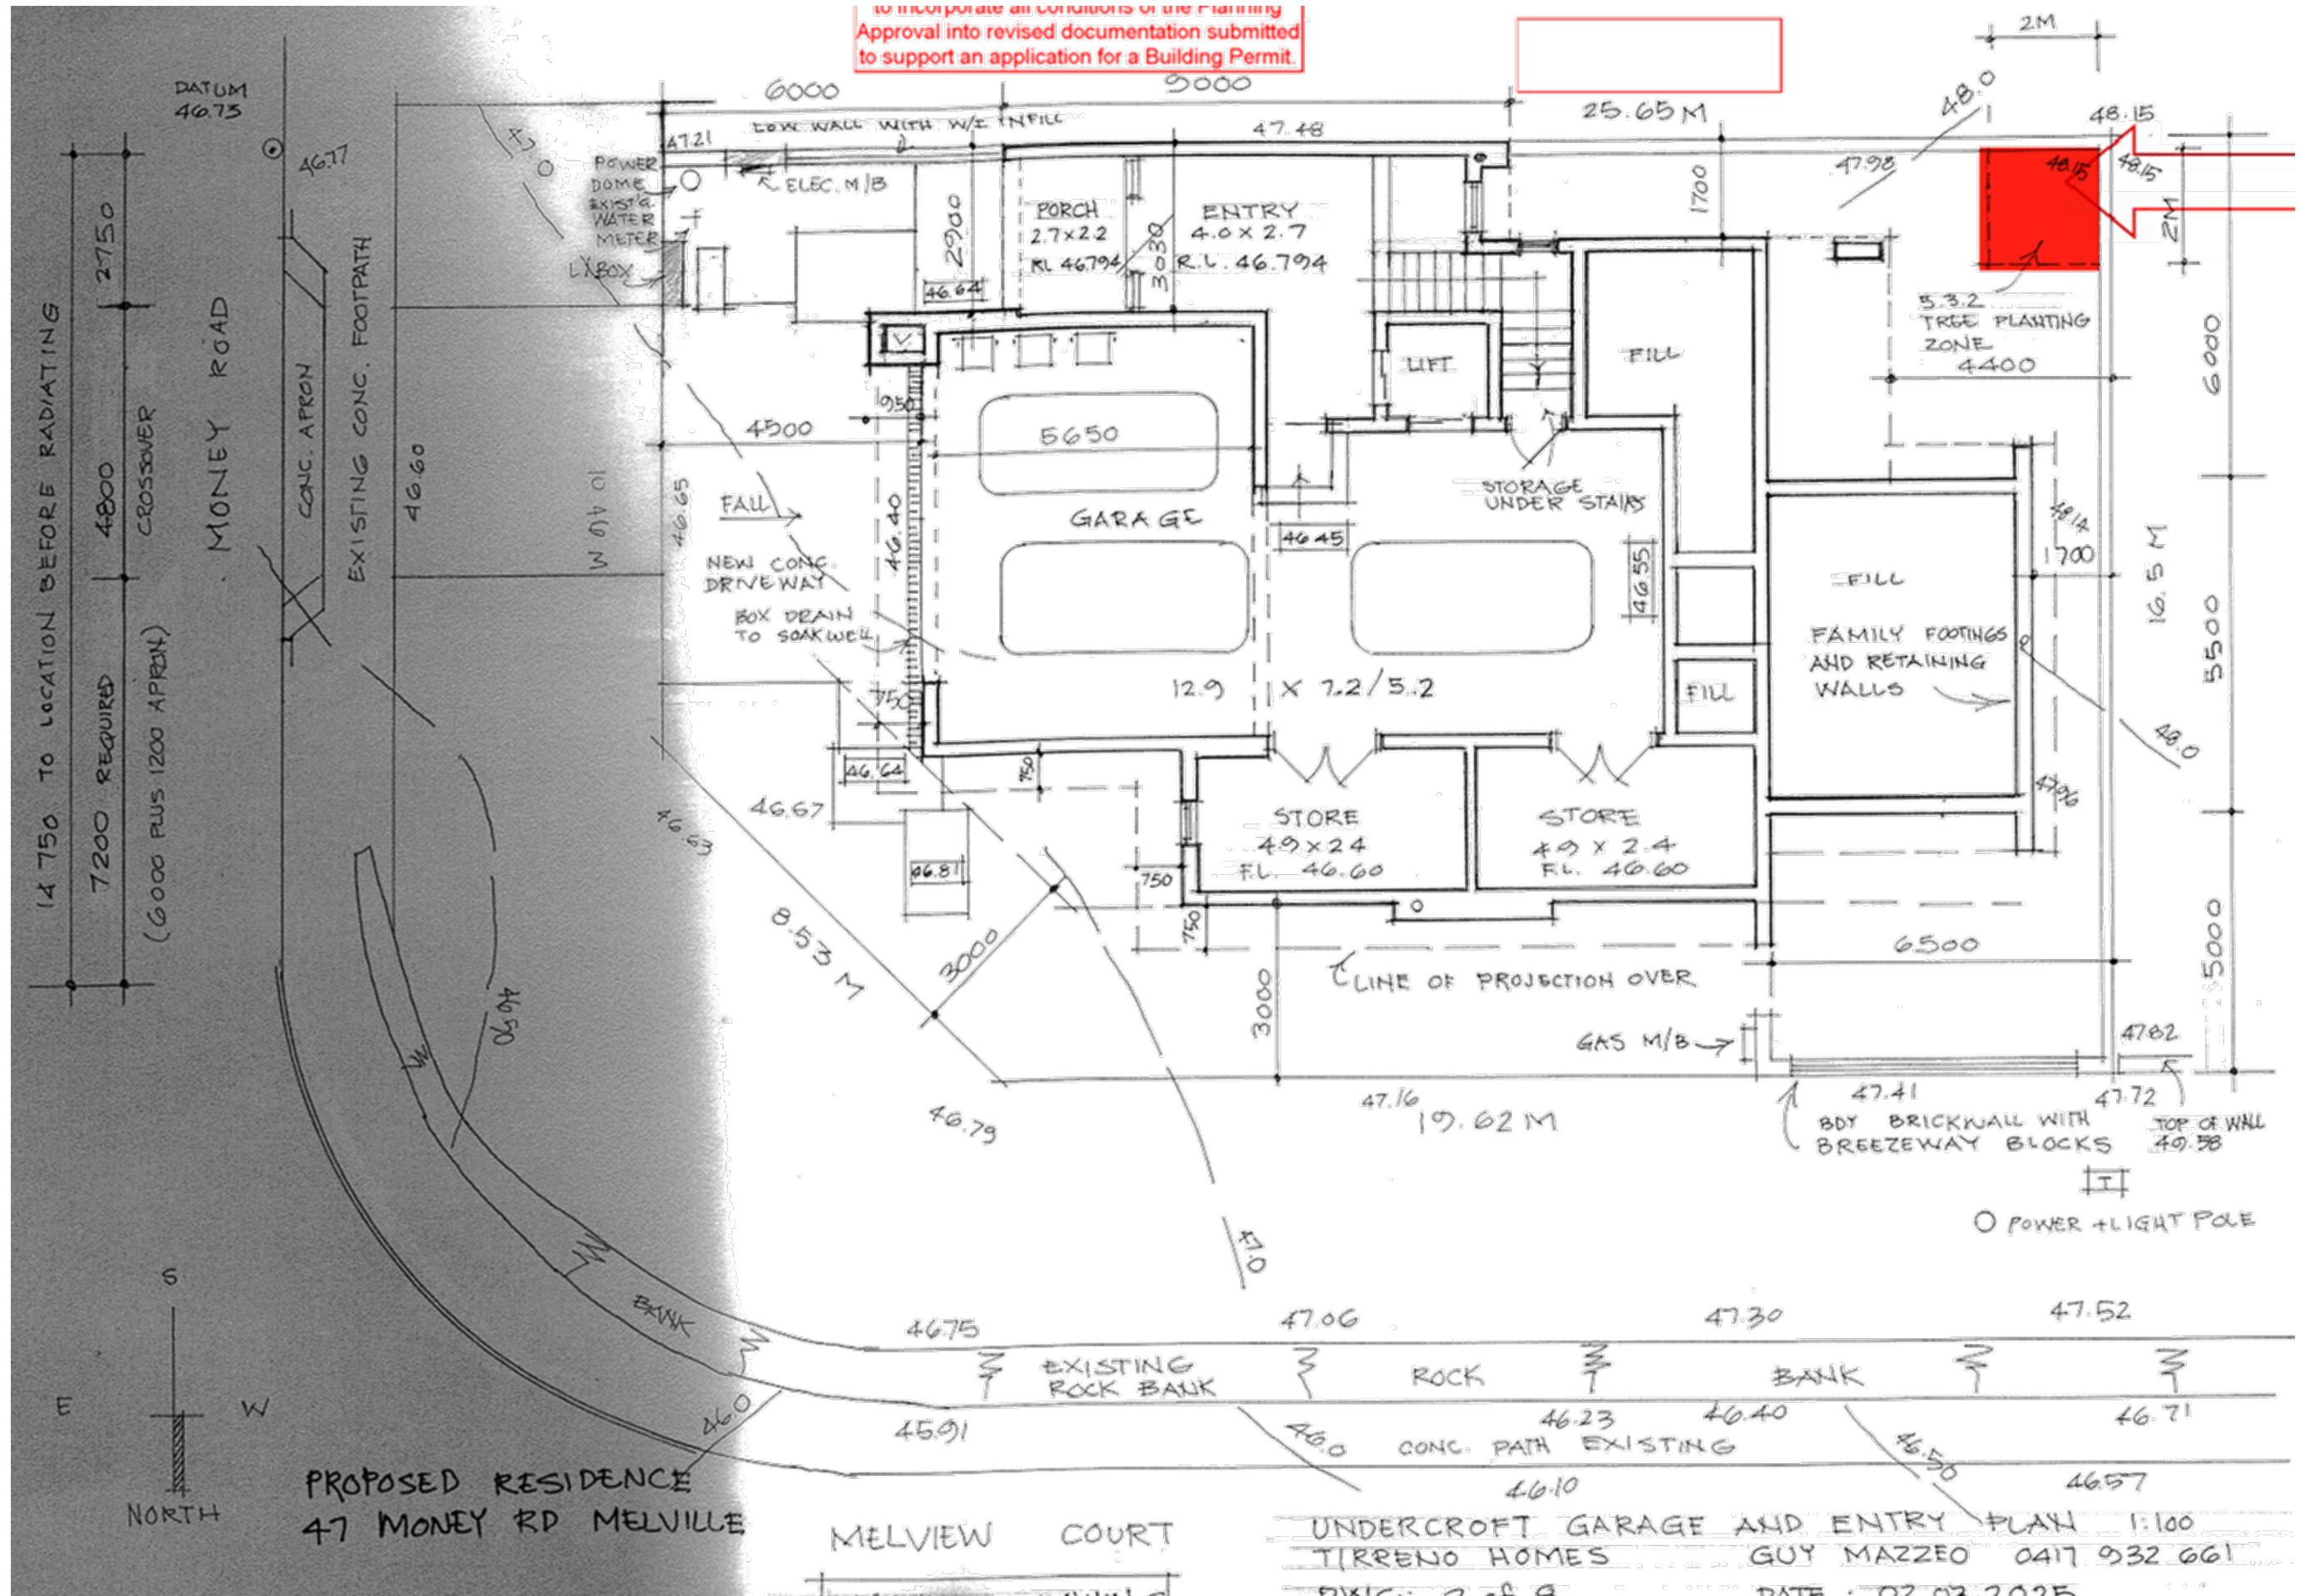 to incorporate all conditions of the Planning
Approval into revised documentation submitted
to support an application for a Building Permit.
2M
DATUM
46.73
6000
9000
25.65 M
48.0
48.15
46.77
47.21
LOW WALL WITH W/I INFILL
47.48
47.98
48.15
48.15
POWER
DOME
EXIST'G.
WATER
METER
ELEC. M/B
PORCH
2.7 x 2.2
RL 46.794
ENTRY
4.0 x 2.7
R.L. 46.794
2900
3030
1700
2M
46.64
5.3.2
TREE PLANTING
ZONE
4400
6000
2750
MONEY ROAD
CONC. APRON
EXISTING CONC. FOOTPATH
46.60
V
LIFT
FILL
950
4500
5650
STORAGE
UNDER STAIRS
46.65
FALL
46.40
GARAGE
46.45
46.55
48.14
1700
16.5 M
NEW CONC.
DRIVEWAY
BOX DRAIN
TO SOAKWELL
FILL
FAMILY FOOTINGS
AND RETAINING
WALLS
5500
14 750 TO LOCATION BEFORE RADIATING
4800
CROSSOVER
7200 REQUIRED
(6000 PLUS 1200 APRON)
750
12.9 X 7.2/5.2
FILL
48.0
46.64
750
47.96
46.67
46.63
46.81
750
STORE
4.9 x 2.4
F.L. 46.60
STORE
4.9 x 2.4
F.L. 46.60
8.53 M
3000
750
3000
LINE OF PROJECTION OVER
6500
5000
GAS M/B
47.82
47.41
47.72
47.16
19.62 M
46.79
BDY BRICKWALL WITH
BREEZEWAY BLOCKS
TOP OF WALL
49.58
T
POWER + LIGHT POLE
47.0
S
E
W
NORTH
BANK
46.75
47.06
47.30
47.52
EXISTING
ROCK BANK
ROCK
BANK
46.0
45.91
46.0
46.23
46.40
46.71
CONC. PATH EXISTING
46.50
46.10
46.57
PROPOSED RESIDENCE
47 MONEY RD MELVILLE
MELVIEW COURT
UNDERCROFT GARAGE AND ENTRY PLAN 1:100
TIRRENO HOMES GUY MAZZEO 0417 932 661
DATE : 07.03.2025